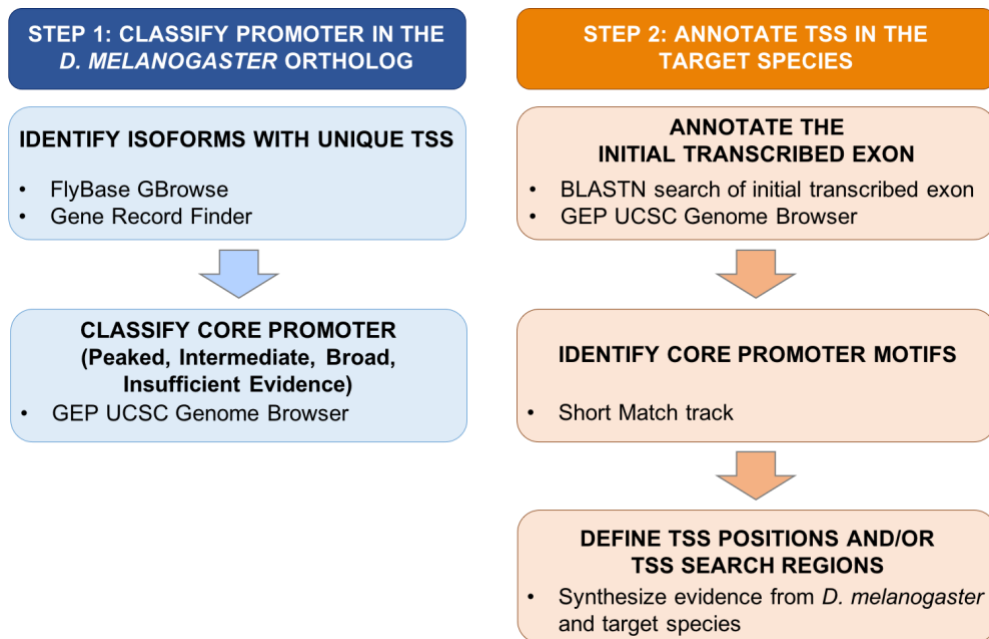 STEP 1: CLASSIFY PROMOTER IN THE
D. MELANOGASTER ORTHOLOG
IDENTIFY ISOFORMS WITH UNIQUE TSS
• FlyBase GBrowse
• Gene Record Finder
CLASSIFY CORE PROMOTER
(Peaked, Intermediate, Broad,
Insufficient Evidence)
• GEP UCSC Genome Browser
STEP 2: ANNOTATE TSS IN THE
TARGET SPECIES
ANNOTATE THE
INITIAL TRANSCRIBED EXON
• BLASTN search of initial transcribed exon
• GEP UCSC Genome Browser
IDENTIFY CORE PROMOTER MOTIFS
• Short Match track
DEFINE TSS POSITIONS AND/OR
TSS SEARCH REGIONS
• Synthesize evidence from D. melanogaster
and target species